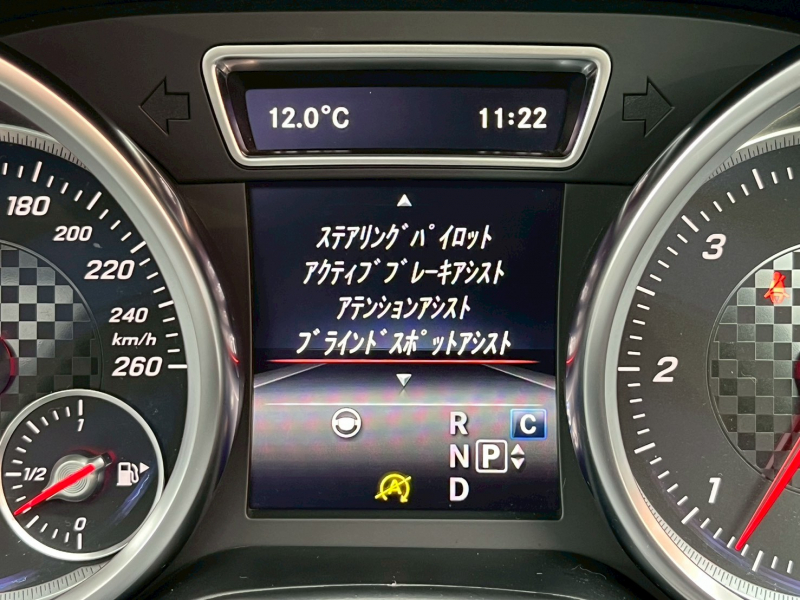 12.0°C 11:22
ステアリングパイロット
アクティブブレーキアシスト
アテンションアシスト
ブラインドスポットアシスト
180
200
220
240
km/h
260
1
1/2
0
R C
N P
D
A
3
2
1